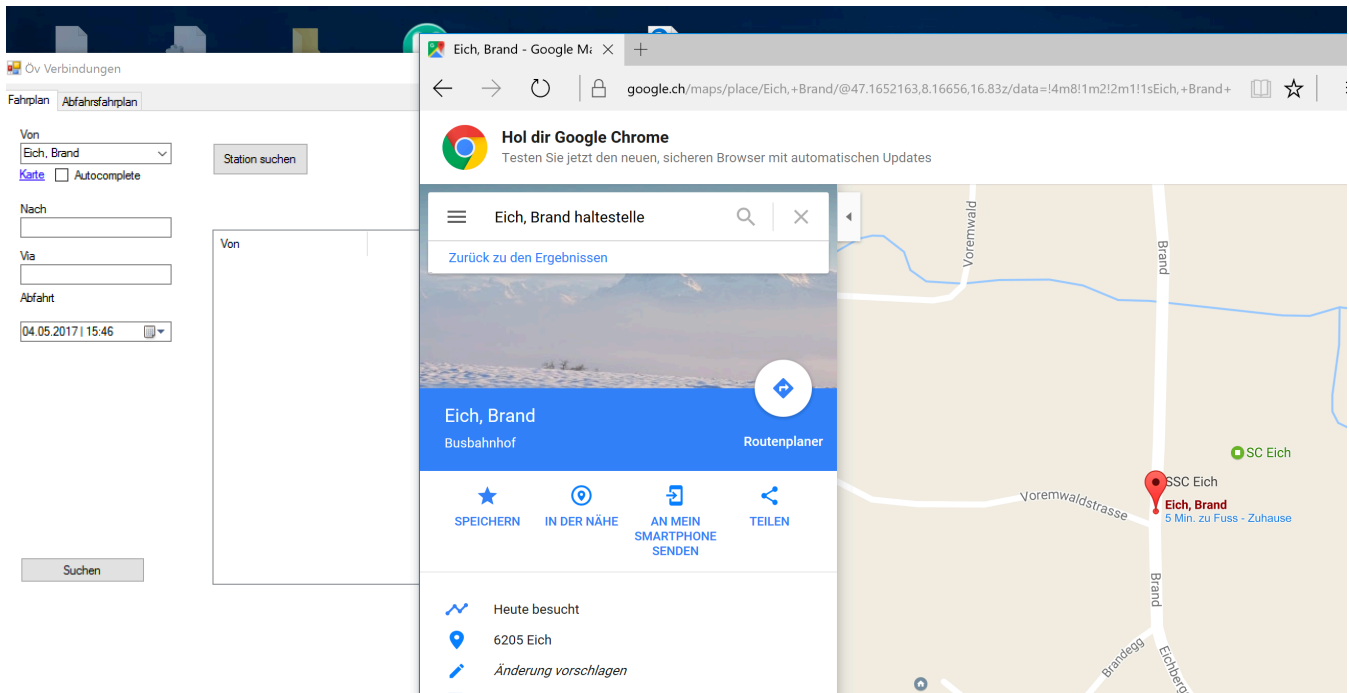 Öv Verbindungen
Fahrplan
Abfahrsfahrplan
Von
Eich, Brand
Karte
Autocomplete
Station suchen
Nach
Via
Abfahrt
04.05.2017 | 15:46
Suchen
Von
Eich, Brand - Google Ma
google.ch/maps/place/Eich,+Brand/@47.1652163,8.16656,16.83z/data=!4m8!1m2!2m1!1sEich,+Brand+
Hol dir Google Chrome
Testen Sie jetzt den neuen, sicheren Browser mit automatischen Updates
Eich, Brand haltestelle
Zurück zu den Ergebnissen
Eich, Brand
Busbahnhof
Routenplaner
SPEICHERN
IN DER NÄHE
AN MEIN
SMARTPHONE
SENDEN
TEILEN
Heute besucht
6205 Eich
Änderung vorschlagen
Voremwald
Brand
SC Eich
SSC Eich
Eich, Brand
5 Min. zu Fuss - Zuhause
Voremwaldstrasse
Brand
Brandegg